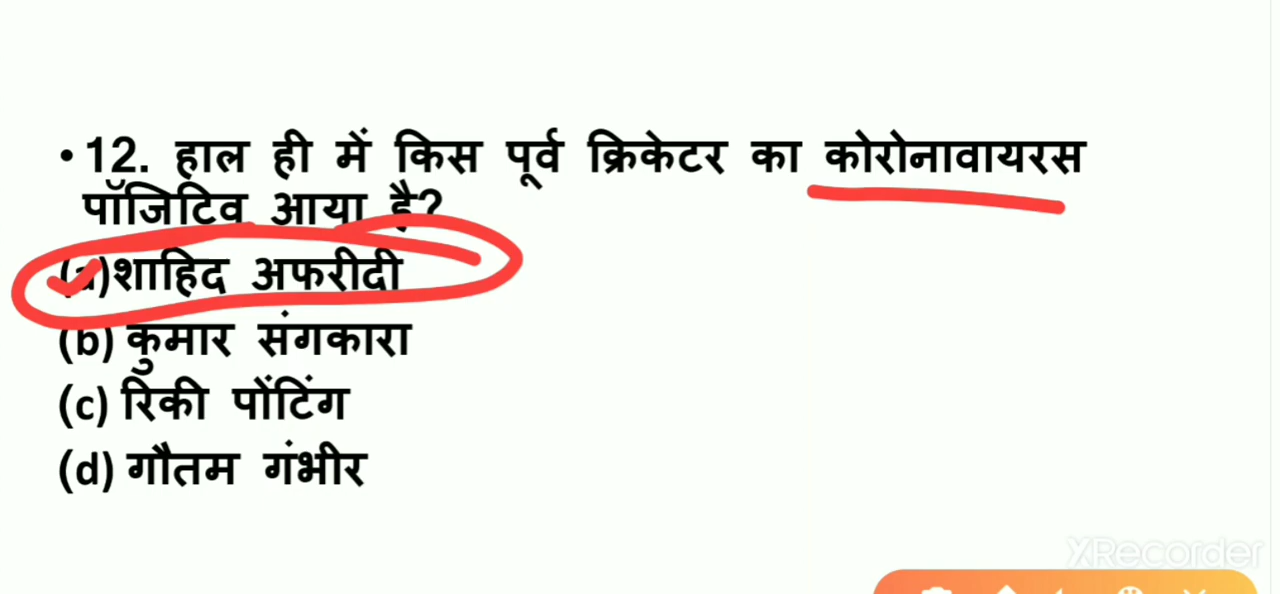 •12. हाल ही में किस पूर्व क्रिकेटर का कोरोनावायरस
पॉजिटिव आया है?
(a)शाहिद अफरीदी
(b) कुमार संगकारा
(c) रिकी पोंटिंग
(d) गौतम गंभीर
XRecorder